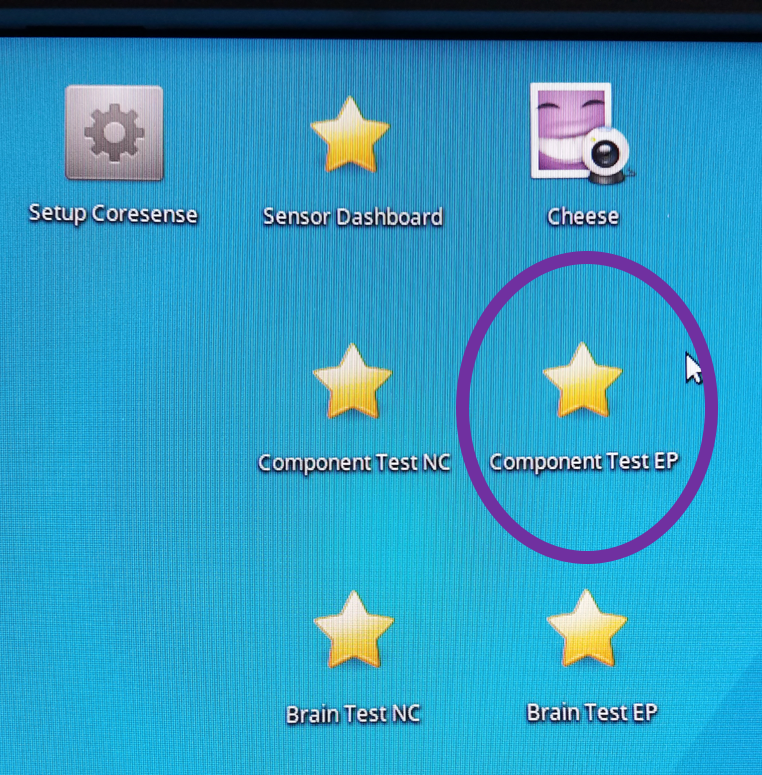 Setup Coresense
Sensor Dashboard
Cheese
Component Test NC
Component Test EP
Brain Test NC
Brain Test EP